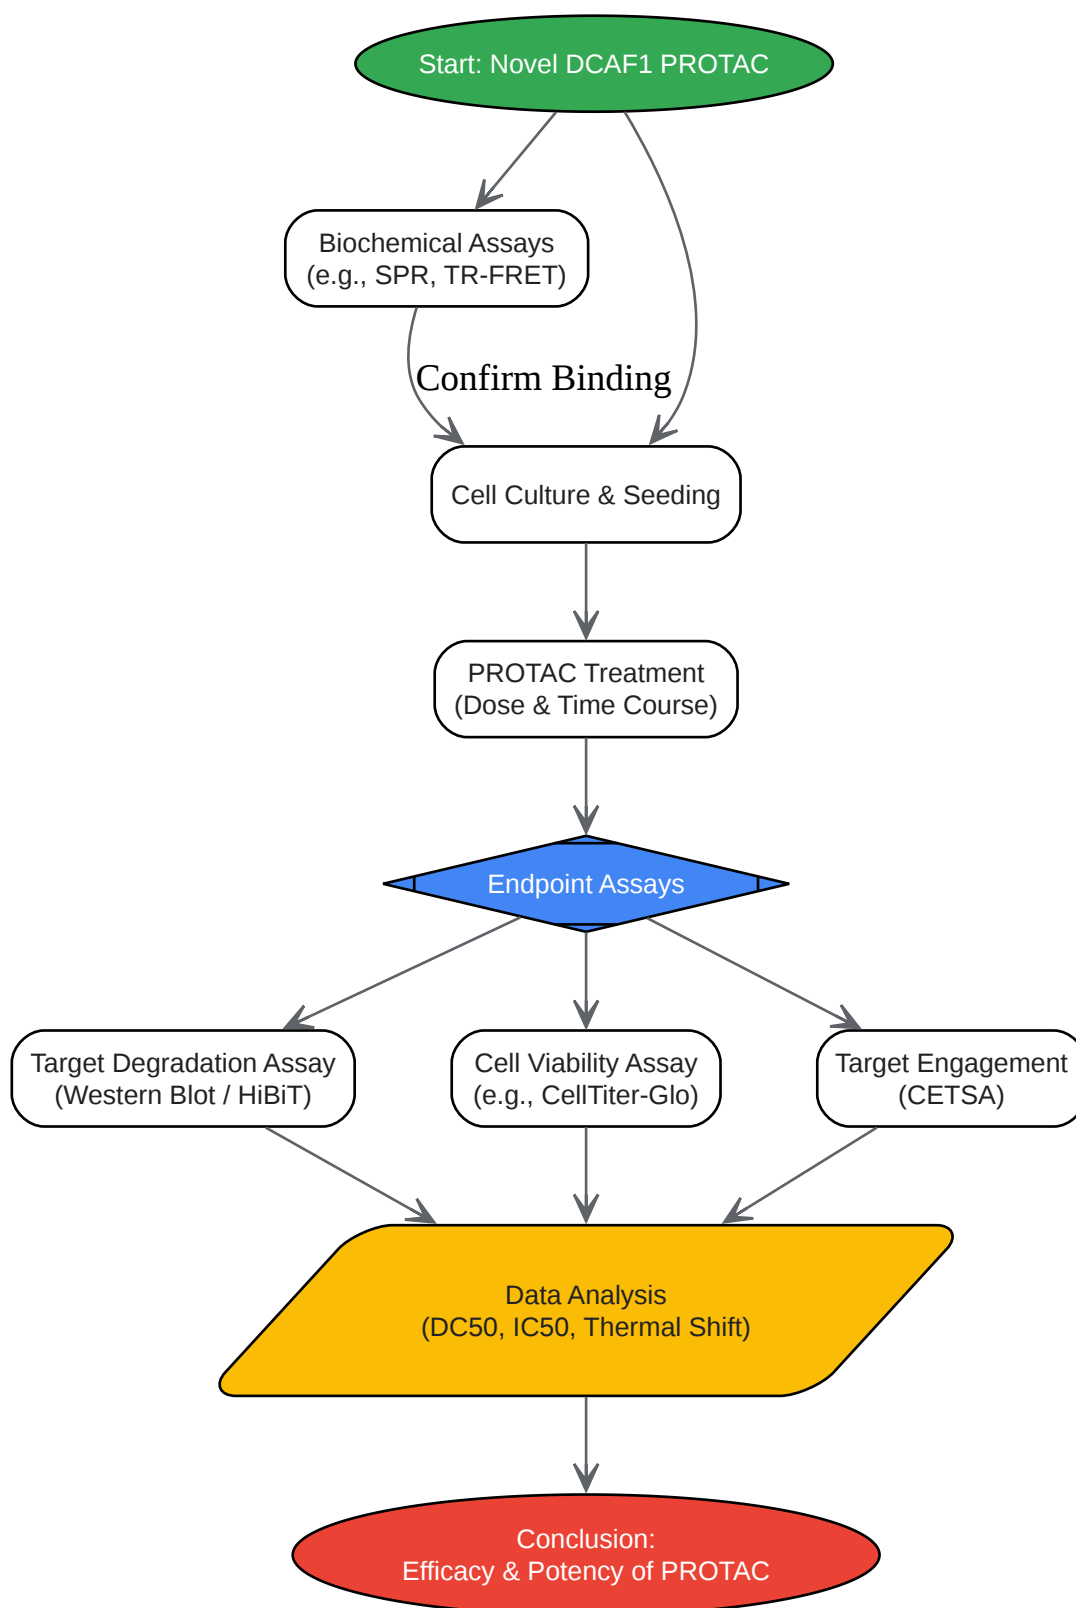 Start: Novel DCAF1 PROTAC
Biochemical Assays
(e.g., SPR, TR-FRET)
Confirm Binding
Cell Culture & Seeding
PROTAC Treatment
(Dose & Time Course)
Endpoint Assays
Target Degradation Assay
(Western Blot / HiBiT)
Cell Viability Assay
(e.g., CellTiter-Glo)
Target Engagement
(CETSA)
Data Analysis
(DC50, IC50, Thermal Shift)
Conclusion:
Efficacy & Potency of PROTAC